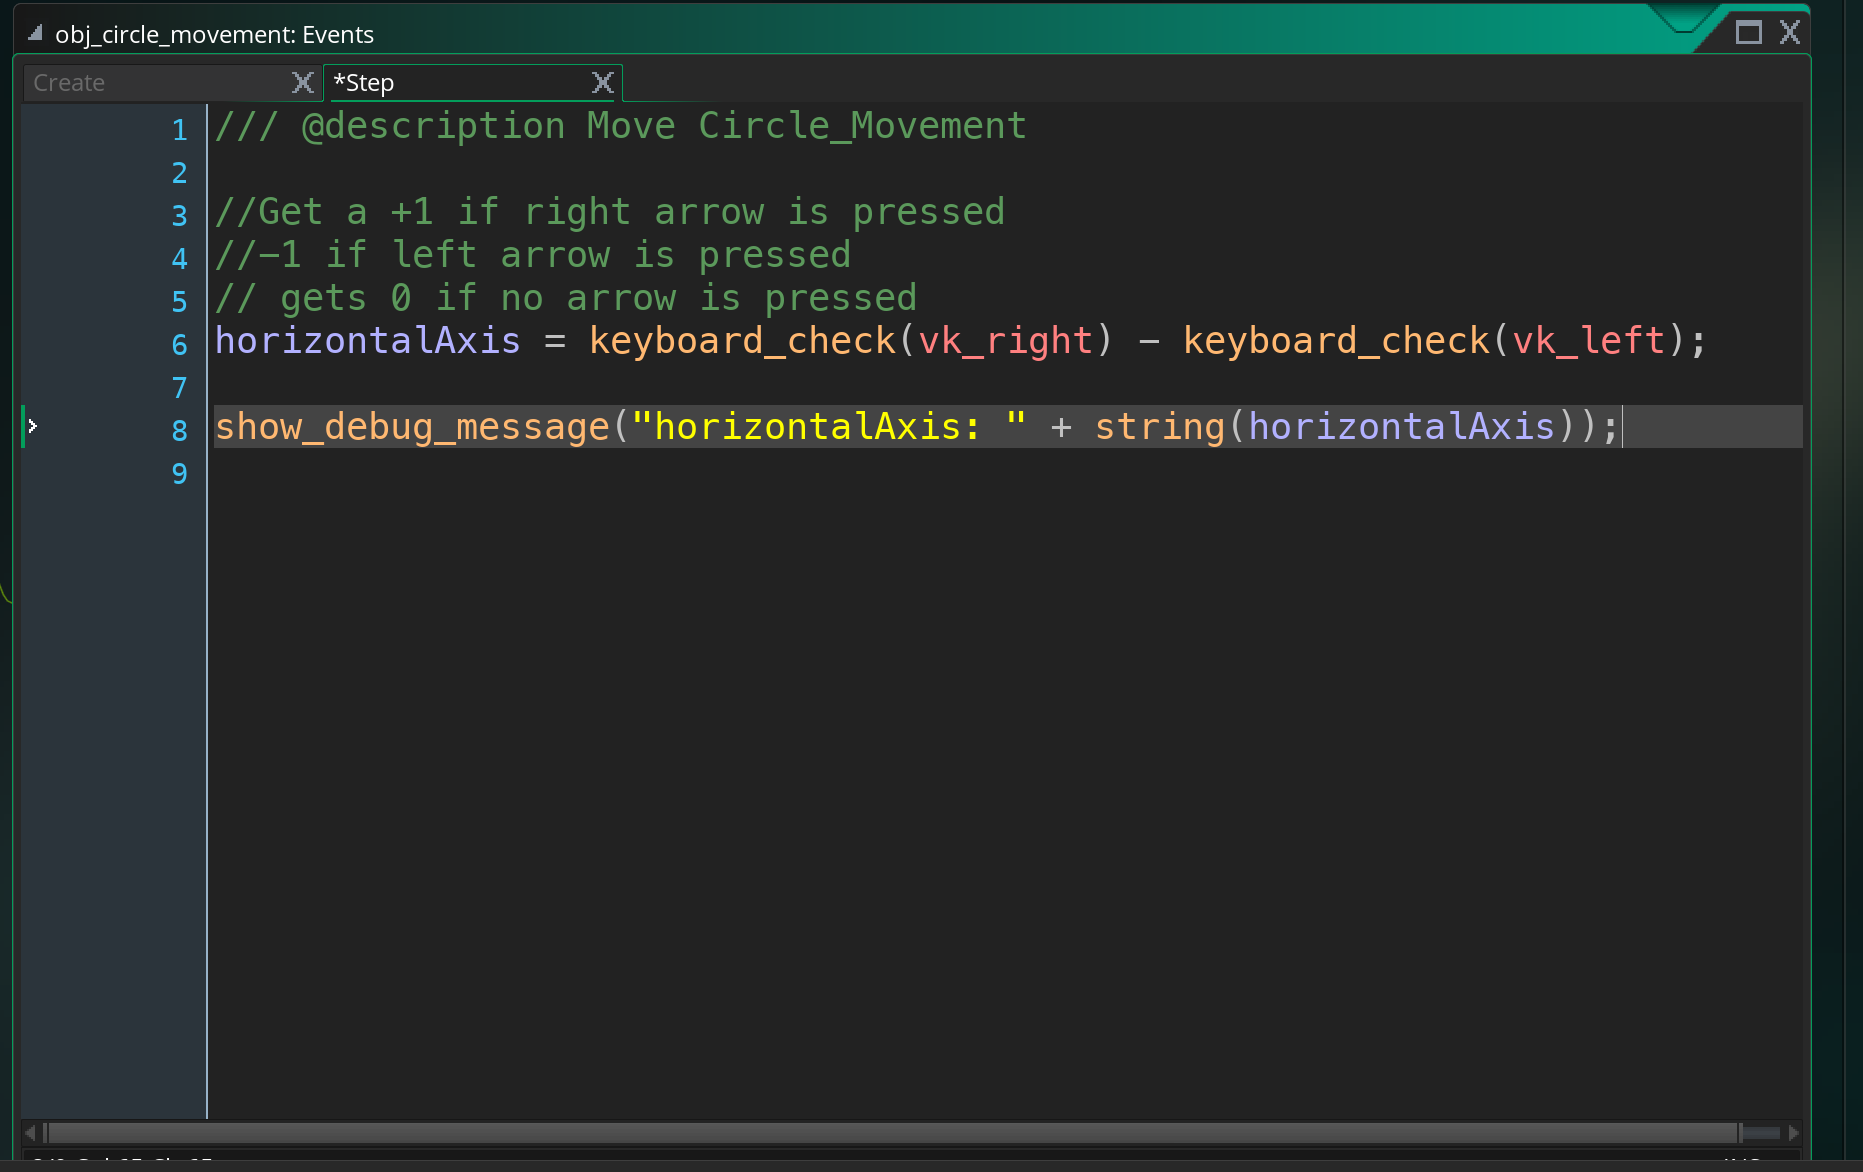 obj_circle_movement: Events
Create
*Step
1 /// @description Move Circle_Movement
2
3 //Get a +1 if right arrow is pressed
4 //-1 if left arrow is pressed
5 // gets 0 if no arrow is pressed
6 horizontalAxis = keyboard_check(vk_right) - keyboard_check(vk_left);
7
8 show_debug_message("horizontalAxis: " + string(horizontalAxis));
9